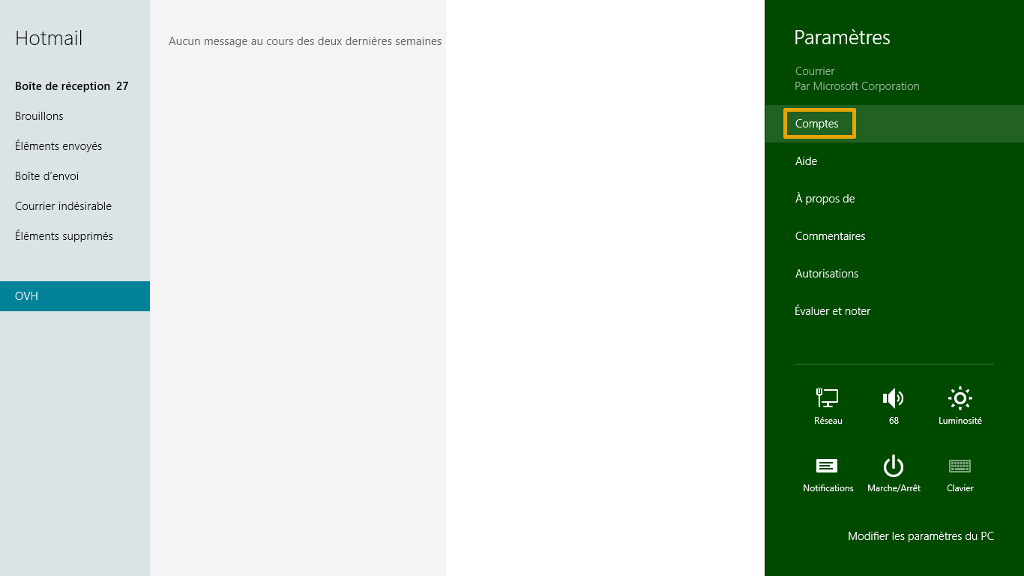 Hotmail
Boîte de réception 27
Brouillons
Éléments envoyés
Boîte d'envoi
Courrier indésirable
Éléments supprimés
OVH
Aucun message au cours des deux dernières semaines
Paramètres
Courrier
Par Microsoft Corporation
Comptes
Aide
À propos de
Commentaires
Autorisations
Évaluer et noter
Réseau
68
Luminosité
Notifications
Marche/Arrêt
Clavier
Modifier les paramètres du PC